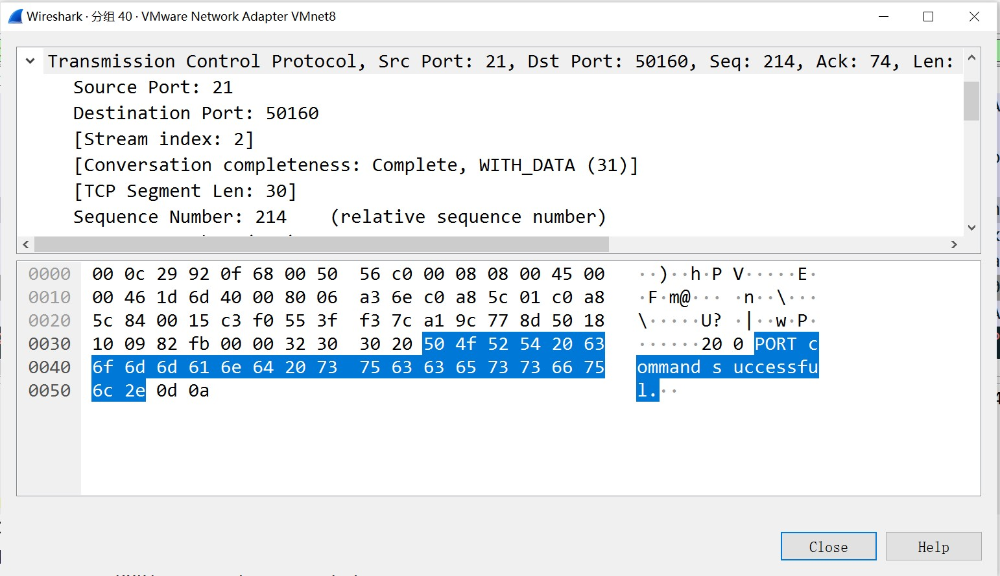 Wireshark · 分组 40 · VMware Network Adapter VMnet8
Transmission Control Protocol, Src Port: 21, Dst Port: 50160, Seq: 214, Ack: 74, Len:
Source Port: 21
Destination Port: 50160
[Stream index: 2]
[Conversation completeness: Complete, WITH_DATA (31)]
[TCP Segment Len: 30]
Sequence Number: 214    (relative sequence number)
0000 00 0c 29 92 0f 68 00 50 56 c0 00 08 08 00 45 00 ··)··h·P V·····E·
0010 00 46 1d 6d 40 00 80 06 a3 6e c0 a8 5c 01 c0 a8 ·F·m@··· ·n··\···
0020 5c 84 00 15 c3 f0 55 3f f3 7c a1 9c 77 8d 50 18 \·····U? ·|··w·P·
0030 10 09 82 fb 00 00 32 30 30 20 50 4f 52 54 20 63 ······20 0 PORT c
0040 6f 6d 6d 61 6e 64 20 73 75 63 63 65 73 73 66 75 ommand s uccessfu
0050 6c 2e 0d 0a l.··
Close
Help